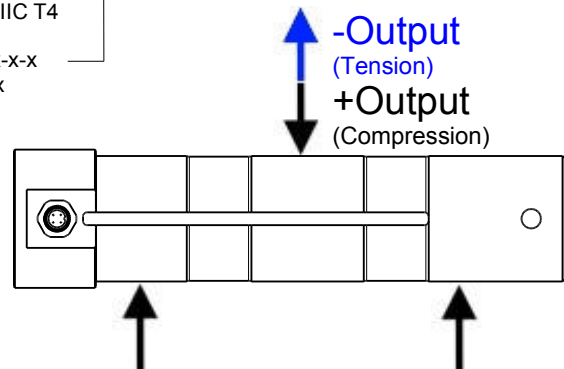 IIC T4
-x-x
x
-Output
(Tension)
+Output
(Compression)